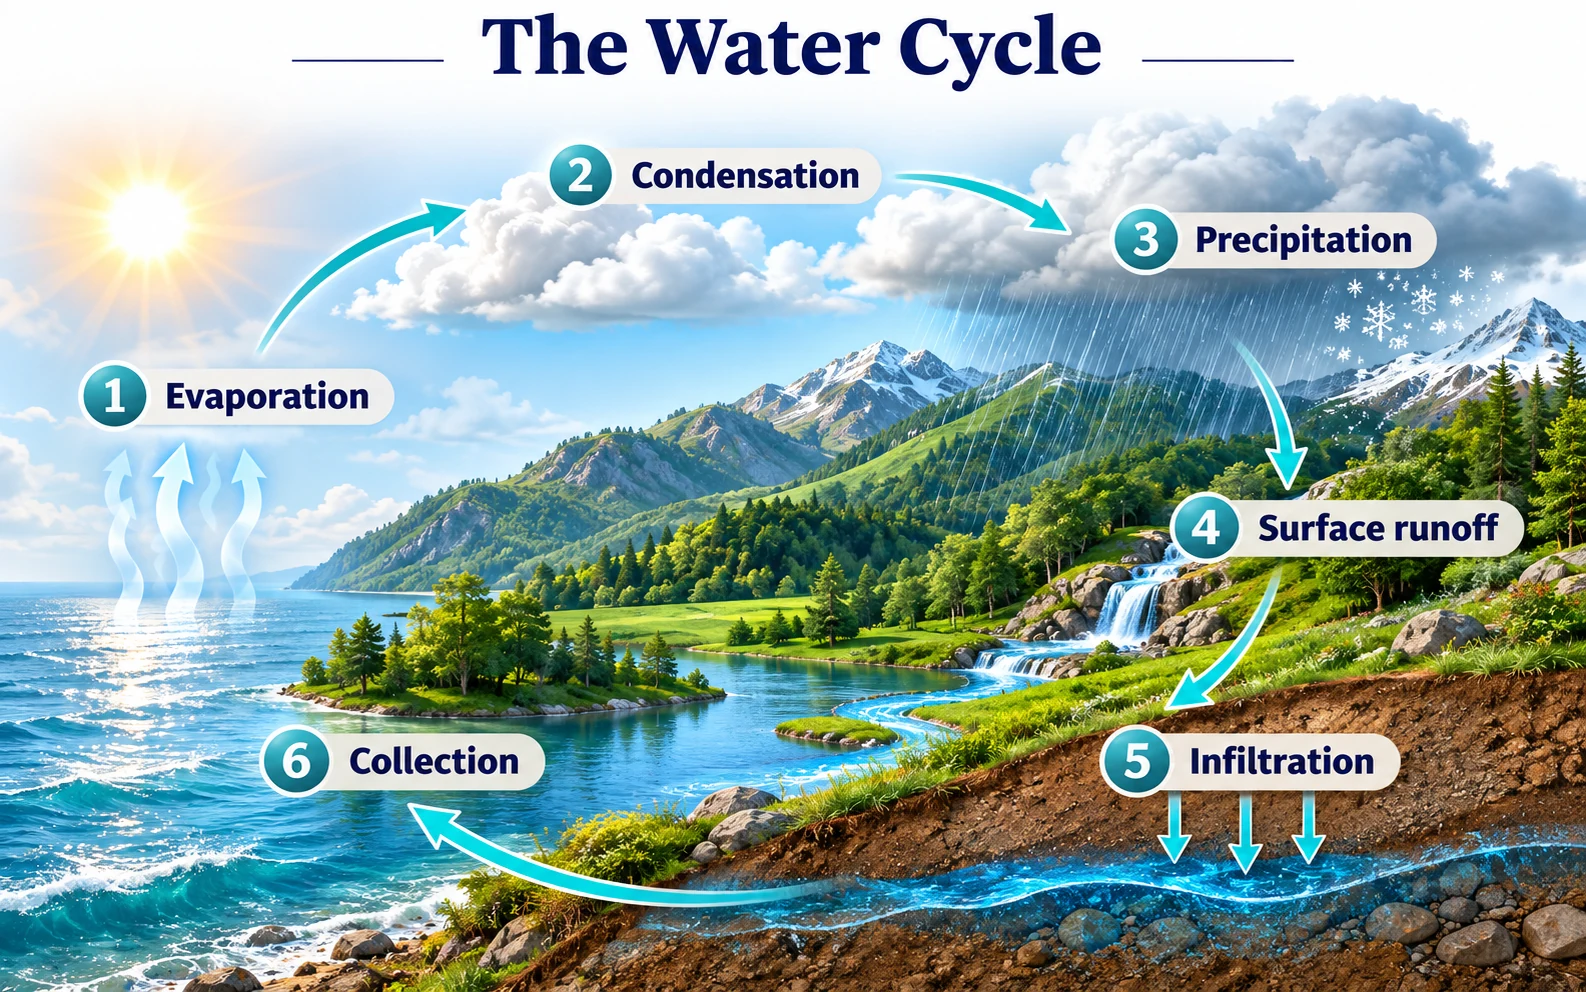 The Water Cycle
1 Evaporation
2 Condensation
3 Precipitation
4 Surface runoff
5 Infiltration
6 Collection